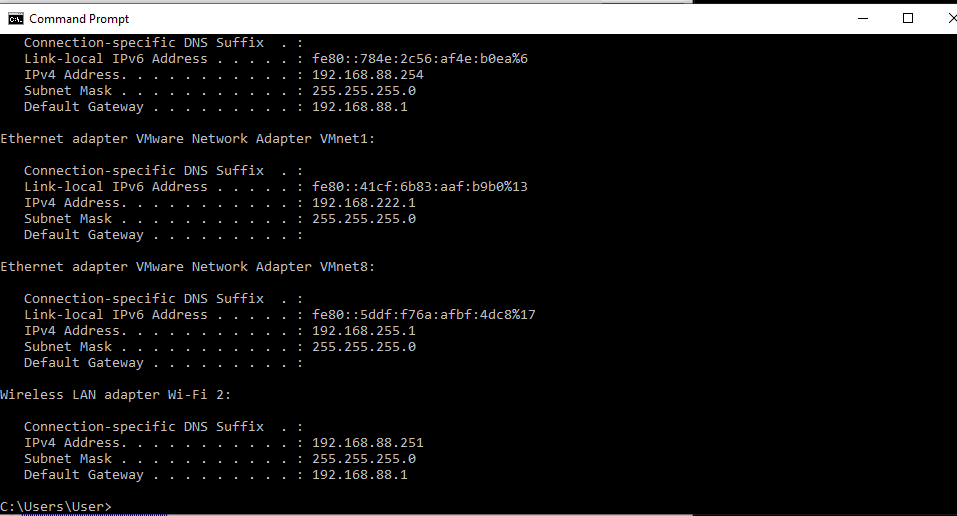 Command Prompt
Connection-specific DNS Suffix  . :
Link-local IPv6 Address . . . . . : fe80::784e:2c56:af4e:b0ea%6
IPv4 Address. . . . . . . . . . . : 192.168.88.254
Subnet Mask . . . . . . . . . . . : 255.255.255.0
Default Gateway . . . . . . . . . : 192.168.88.1
Ethernet adapter VMware Network Adapter VMnet1:
Connection-specific DNS Suffix  . :
Link-local IPv6 Address . . . . . : fe80::41cf:6b83:aaf:b9b0%13
IPv4 Address. . . . . . . . . . . : 192.168.222.1
Subnet Mask . . . . . . . . . . . : 255.255.255.0
Default Gateway . . . . . . . . . :
Ethernet adapter VMware Network Adapter VMnet8:
Connection-specific DNS Suffix  . :
Link-local IPv6 Address . . . . . : fe80::5ddf:f76a:afbf:4dc8%17
IPv4 Address. . . . . . . . . . . : 192.168.255.1
Subnet Mask . . . . . . . . . . . : 255.255.255.0
Default Gateway . . . . . . . . . :
Wireless LAN adapter Wi-Fi 2:
Connection-specific DNS Suffix  . :
IPv4 Address. . . . . . . . . . . : 192.168.88.251
Subnet Mask . . . . . . . . . . . : 255.255.255.0
Default Gateway . . . . . . . . . : 192.168.88.1
C:\Users\User>